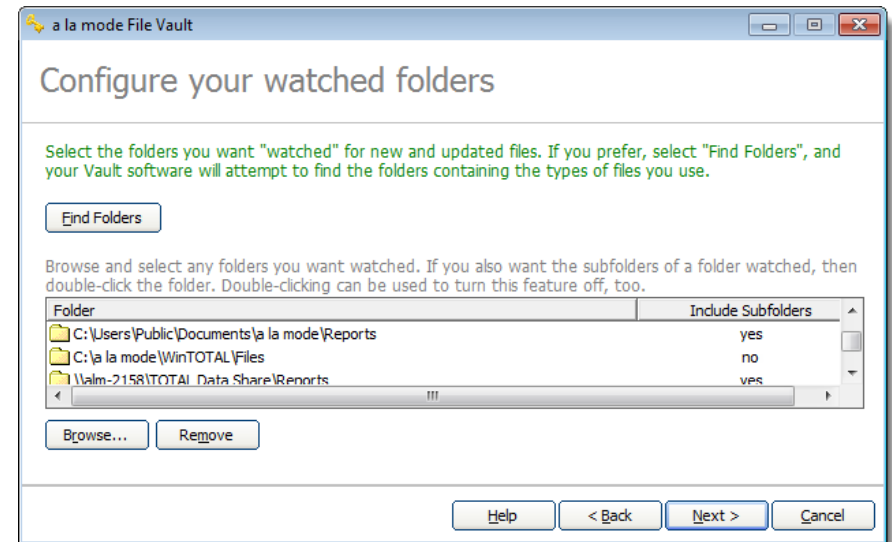 a la mode File Vault
Configure your watched folders
Select the folders you want "watched" for new and updated files. If you prefer, select "Find Folders", and
your Vault software will attempt to find the folders containing the types of files you use.
Find Folders
Browse and select any folders you want watched. If you also want the subfolders of a folder watched, then
double-click the folder. Double-clicking can be used to turn this feature off, too.
Folder Include Subfolders
C:\Users\Public\Documents\a la mode\Reports yes
C:\a la mode\WinTOTAL\Files no
\\alm-2158\TOTAL Data Share\Reports yes
Browse... Remove
Help < Back Next > Cancel